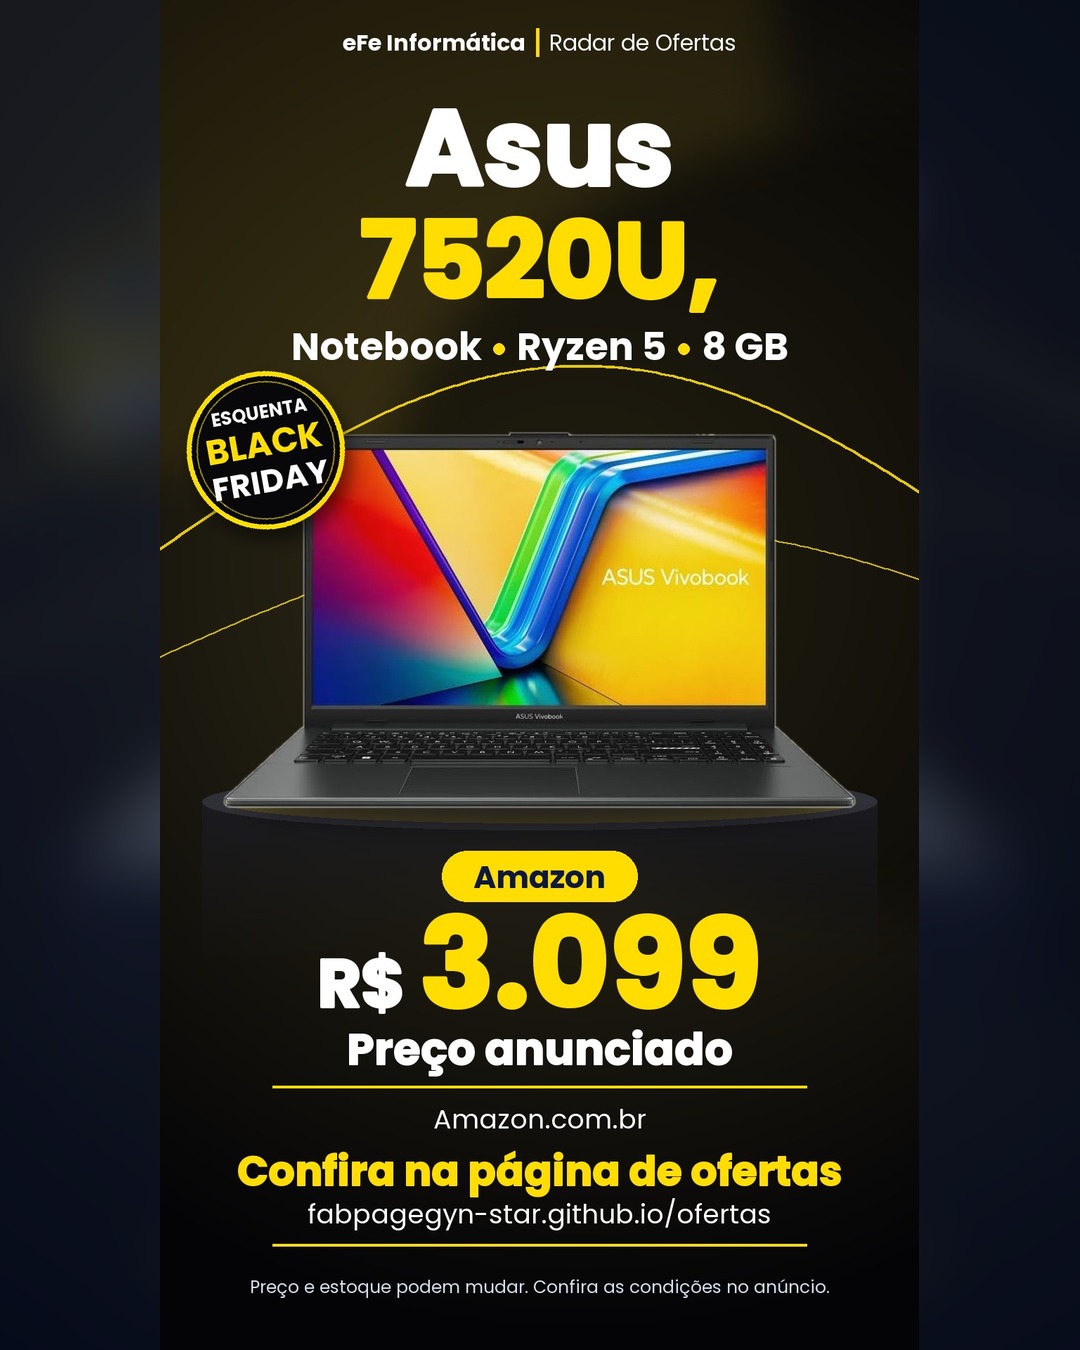 eFe Informática | Radar de Ofertas
Asus
7520U,
Notebook • Ryzen 5 • 8 GB
ESQUENTA
BLACK
FRIDAY
ASUS Vivobook
ASUS Vivobook
Amazon
R$ 3.099
Preço anunciado
Amazon.com.br
Confira na página de ofertas
fabpagegyn-star.github.io/ofertas
Preço e estoque podem mudar. Confira as condições no anúncio.